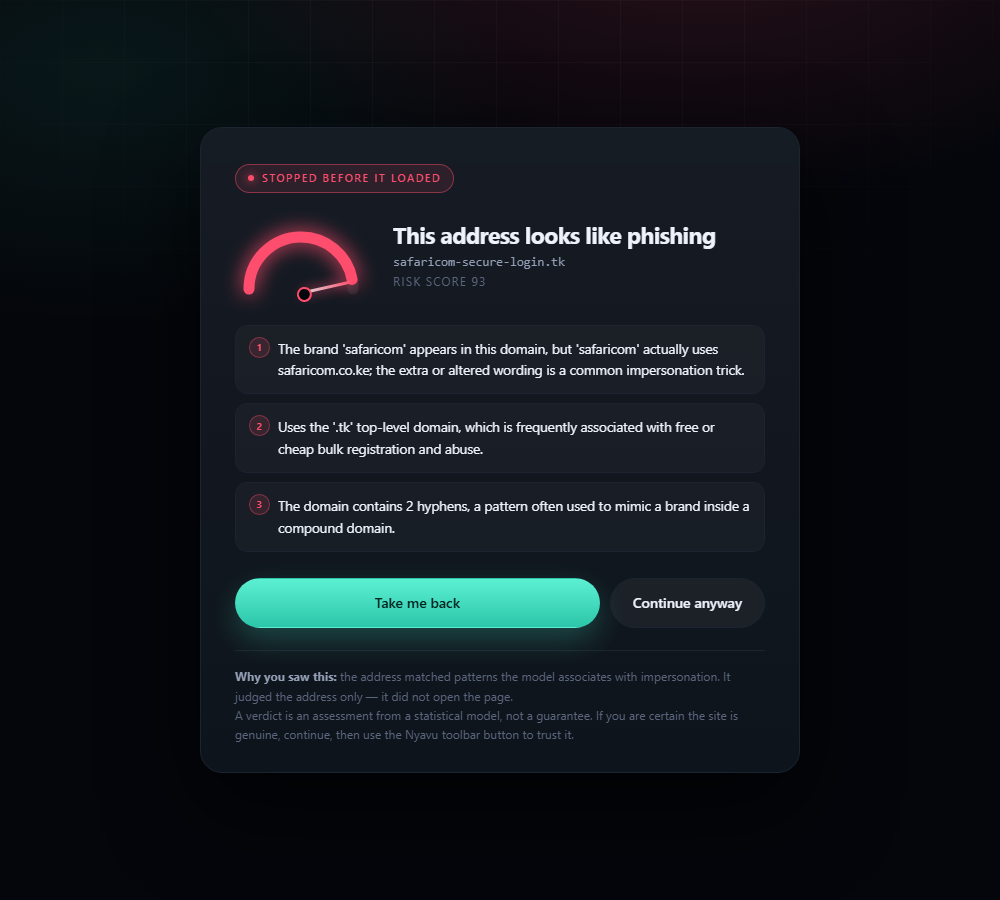 STOPPED BEFORE IT LOADED
This address looks like phishing
safaricom-secure-login.tk
RISK SCORE 93
1 The brand 'safaricom' appears in this domain, but 'safaricom' actually uses
safaricom.co.ke; the extra or altered wording is a common impersonation trick.
2 Uses the '.tk' top-level domain, which is frequently associated with free or
cheap bulk registration and abuse.
3 The domain contains 2 hyphens, a pattern often used to mimic a brand inside a
compound domain.
Take me back Continue anyway
Why you saw this: the address matched patterns the model associates with impersonation. It
judged the address only — it did not open the page.
A verdict is an assessment from a statistical model, not a guarantee. If you are certain the site is
genuine, continue, then use the Nyavu toolbar button to trust it.